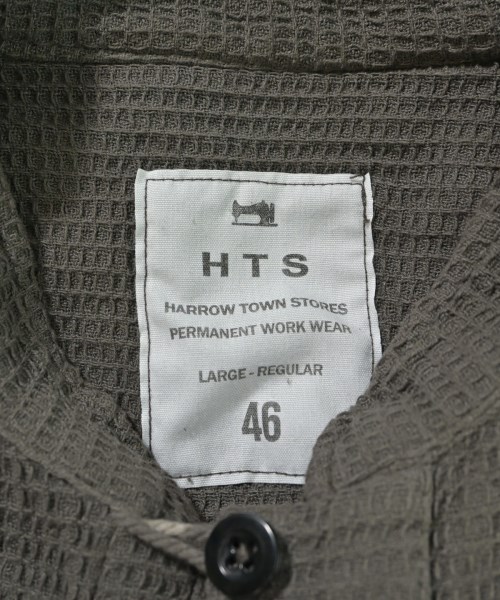 HTS
HARROW TOWN STORES
PERMANENT WORK WEAR
LARGE - REGULAR
46